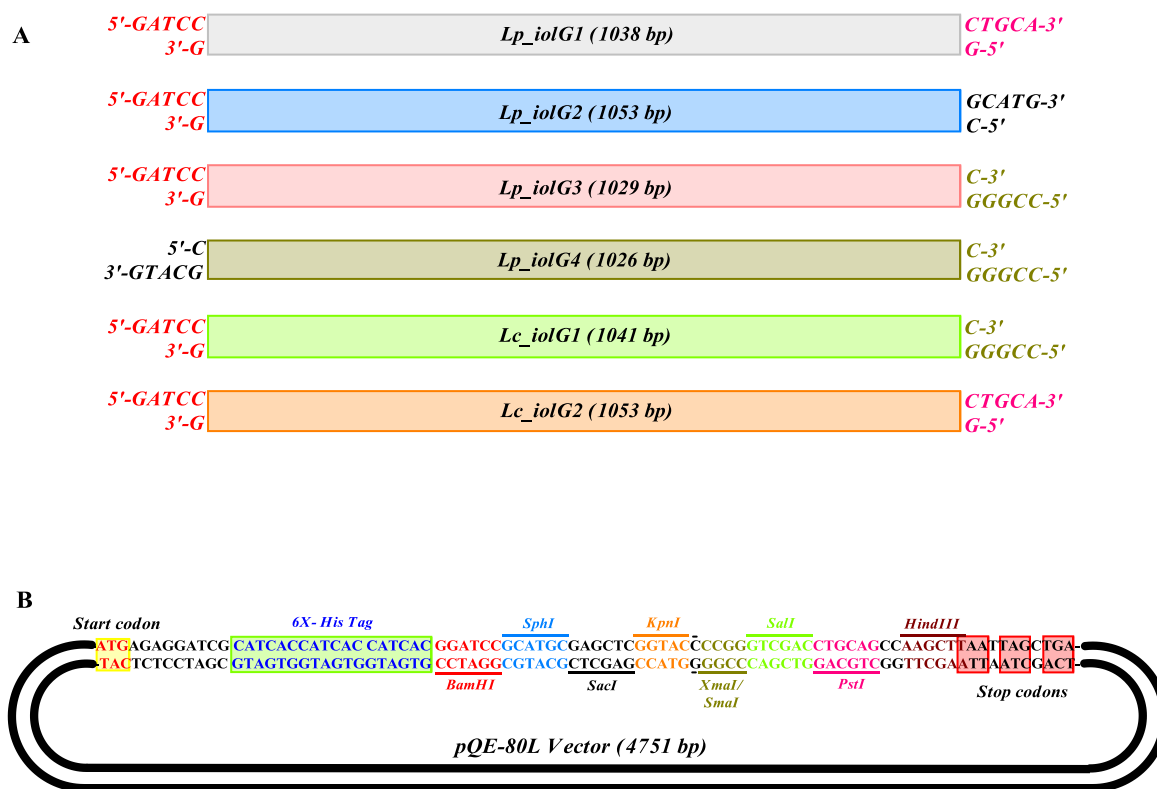 A
5'-GATCC
3'-G
Lp_iolG1 (1038 bp)
CTGCA-3'
G-5'
5'-GATCC
3'-G
Lp_iolG2 (1053 bp)
GCATG-3'
C-5'
5'-GATCC
3'-G
Lp_iolG3 (1029 bp)
C-3'
GGGCC-5'
5'-C
3'-GTACG
Lp_iolG4 (1026 bp)
C-3'
GGGCC-5'
5'-GATCC
3'-G
Lc_iolG1 (1041 bp)
C-3'
GGGCC-5'
5'-GATCC
3'-G
Lc_iolG2 (1053 bp)
CTGCA-3'
G-5'
B
Start codon
6X- His Tag
SphI
KpnI
SalI
HindIII
ATGAGAGGATCGCATCACCATCACCATCACGGATCCGCATGCGAGCTCGGTACCCCGGGTCGACCTGCAGCCAAGCTTAATTAGCTGA-
-TACTCTCCTAGCGTAGTGGTAGTGGTAGTGCCTAGGCGTACGCTCGAGCCATGGGGCCCAGCTGGACGTCGGTTCGAATTAATCGACT-
BamHI
SacI
XmaI/
SmaI
PstI
Stop codons
pQE-80L Vector (4751 bp)